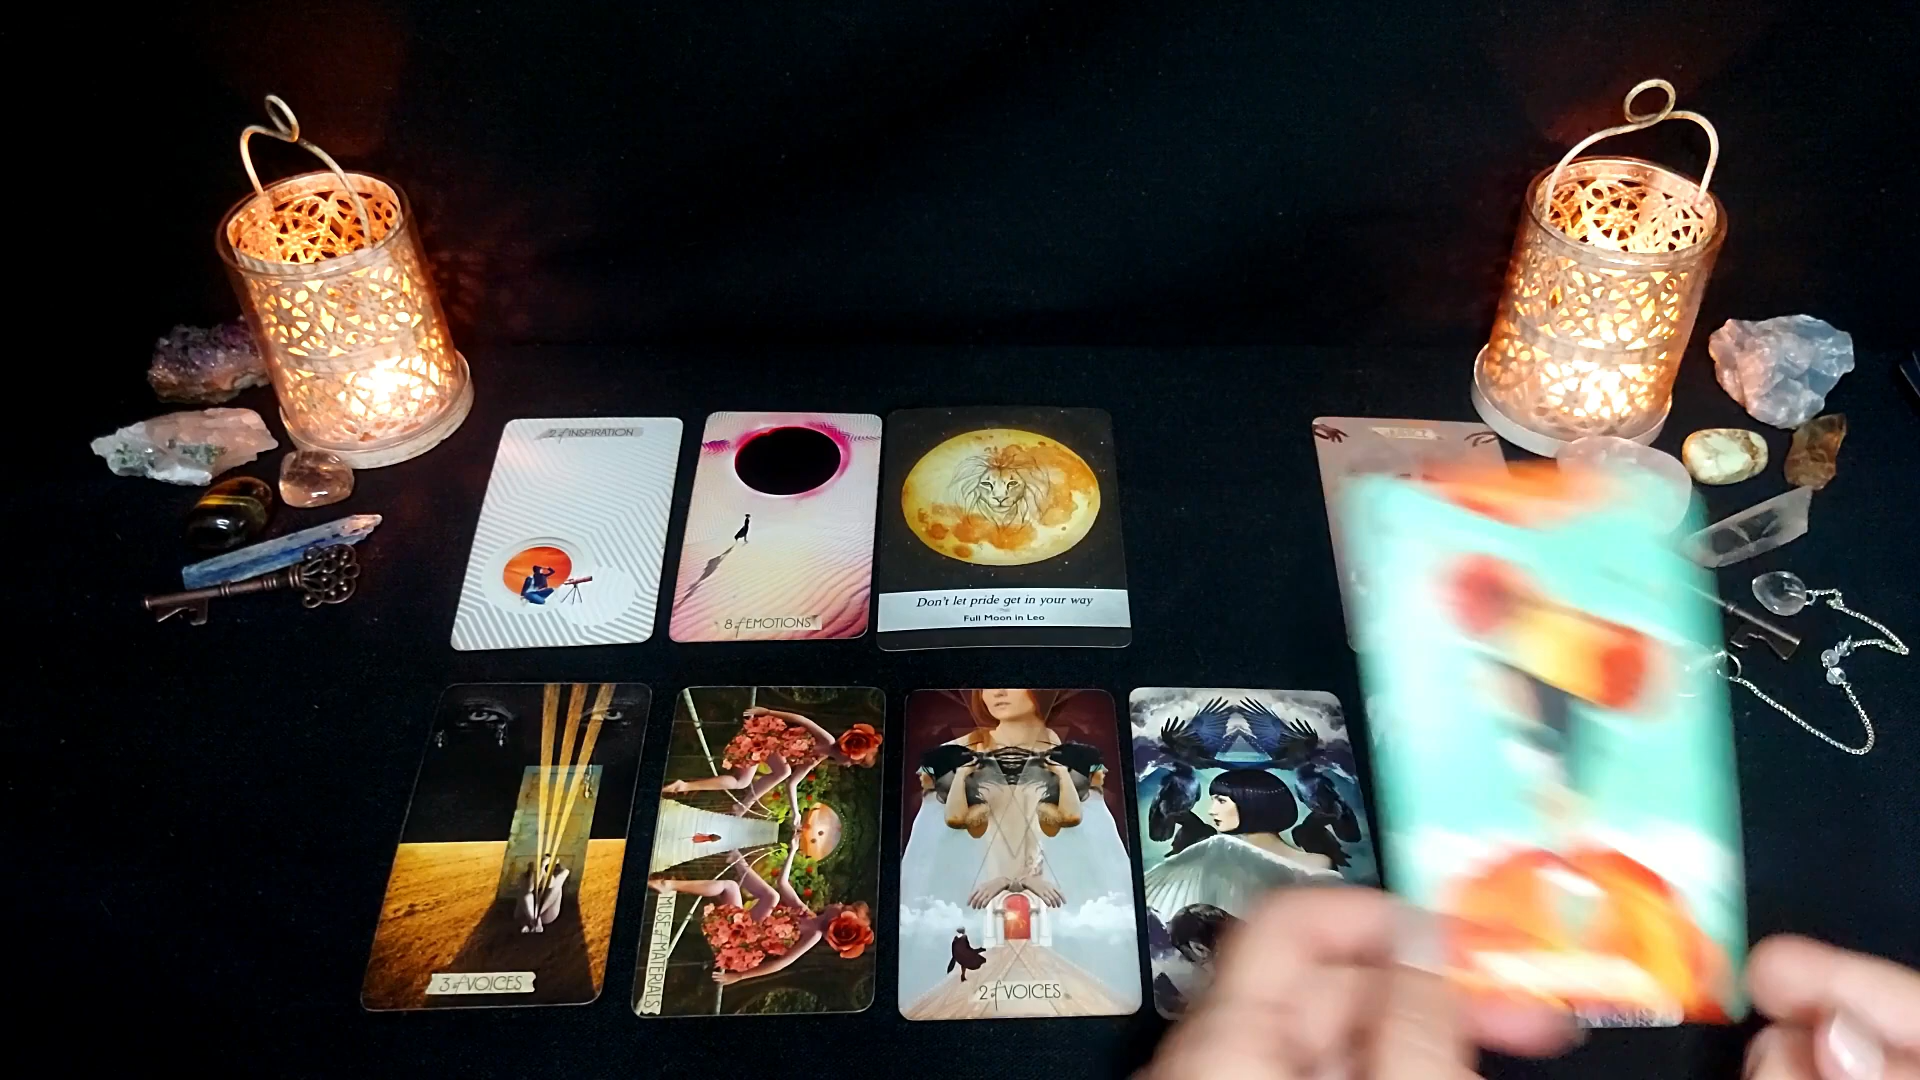 2 of INSPIRATION
8 of EMOTIONS
Don't let pride get in your way
Full Moon in Leo
3 of VOICES
MUSE of MATERIALS
2 of VOICES